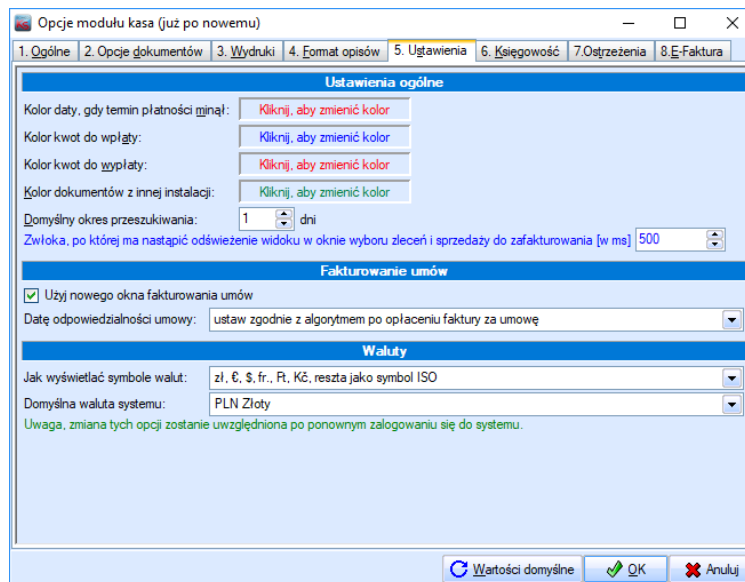 Opcje modułu kasa (już po nowemu)
1. Ogólne 2. Opcje dokumentów 3. Wydruki 4. Format opisów 5. Ustawienia 6. Księgowość 7.Ostrzeżenia 8.E-Faktura
Ustawienia ogólne
Kolor daty, gdy termin płatności minął: Kliknij, aby zmienić kolor
Kolor kwot do wpłaty: Kliknij, aby zmienić kolor
Kolor kwot do wypłaty: Kliknij, aby zmienić kolor
Kolor dokumentów z innej instalacji: Kliknij, aby zmienić kolor
Domyślny okres przeszukiwania: 1 dni
Zwłoka, po której ma nastąpić odświeżenie widoku w oknie wyboru zleceń i sprzedaży do zafakturowania [w ms] 500
Fakturowanie umów
Użyj nowego okna fakturowania umów
Datę odpowiedzialności umowy: ustaw zgodnie z algorytmem po opłaceniu faktury za umowę
Waluty
Jak wyświetlać symbole walut: zł, €, $, fr., Ft, Kč, reszta jako symbol ISO
Domyślna waluta systemu: PLN Złoty
Uwaga, zmiana tych opcji zostanie uwzględniona po ponownym zalogowaniu się do systemu.
Wartości domyślne OK Anuluj